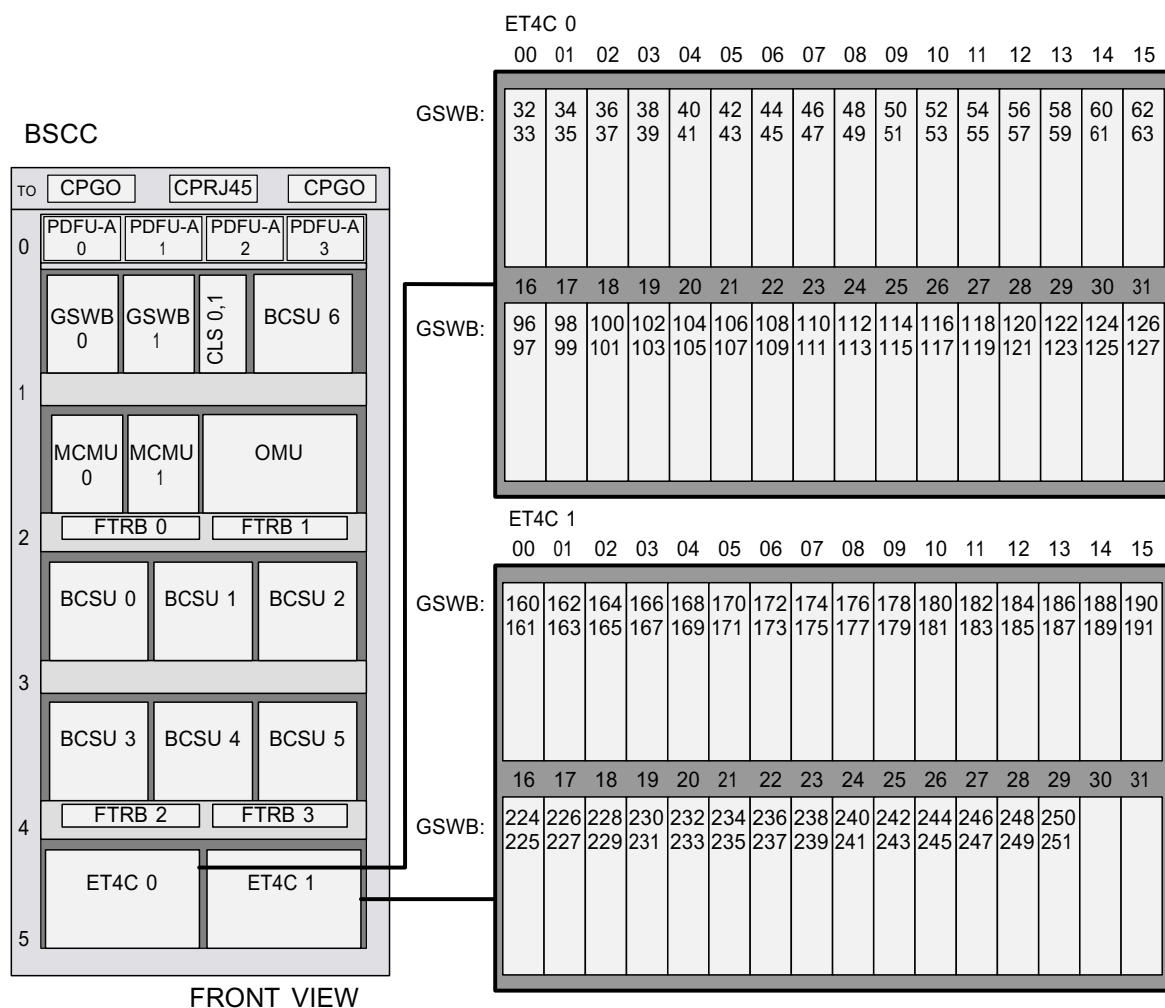 BSCC
TO CPGO CPRJ45 CPGO
0
PDFU-A 0 PDFU-A 1 PDFU-A 2 PDFU-A 3
GSWB 0 GSWB 1 CLS 0,1 BCSU 6
1
MCMU 0 MCMU 1 OMU
2 FTRB 0 FTRB 1
BCSU 0 BCSU 1 BCSU 2
3
BCSU 3 BCSU 4 BCSU 5
4 FTRB 2 FTRB 3
ET4C 0 ET4C 1
5
FRONT VIEW
ET4C 0
00 01 02 03 04 05 06 07 08 09 10 11 12 13 14 15
GSWB: 32 34 36 38 40 42 44 46 48 50 52 54 56 58 60 62
33 35 37 39 41 43 45 47 49 51 53 55 57 59 61 63
16 17 18 19 20 21 22 23 24 25 26 27 28 29 30 31
GSWB: 96 98 100 102 104 106 108 110 112 114 116 118 120 122 124 126
97 99 101 103 105 107 109 111 113 115 117 119 121 123 125 127
ET4C 1
00 01 02 03 04 05 06 07 08 09 10 11 12 13 14 15
GSWB: 160 162 164 166 168 170 172 174 176 178 180 182 184 186 188 190
161 163 165 167 169 171 173 175 177 179 181 183 185 187 189 191
16 17 18 19 20 21 22 23 24 25 26 27 28 29 30 31
GSWB: 224 226 228 230 232 234 236 238 240 242 244 246 248 250
225 227 229 231 233 235 237 239 241 243 245 247 249 251